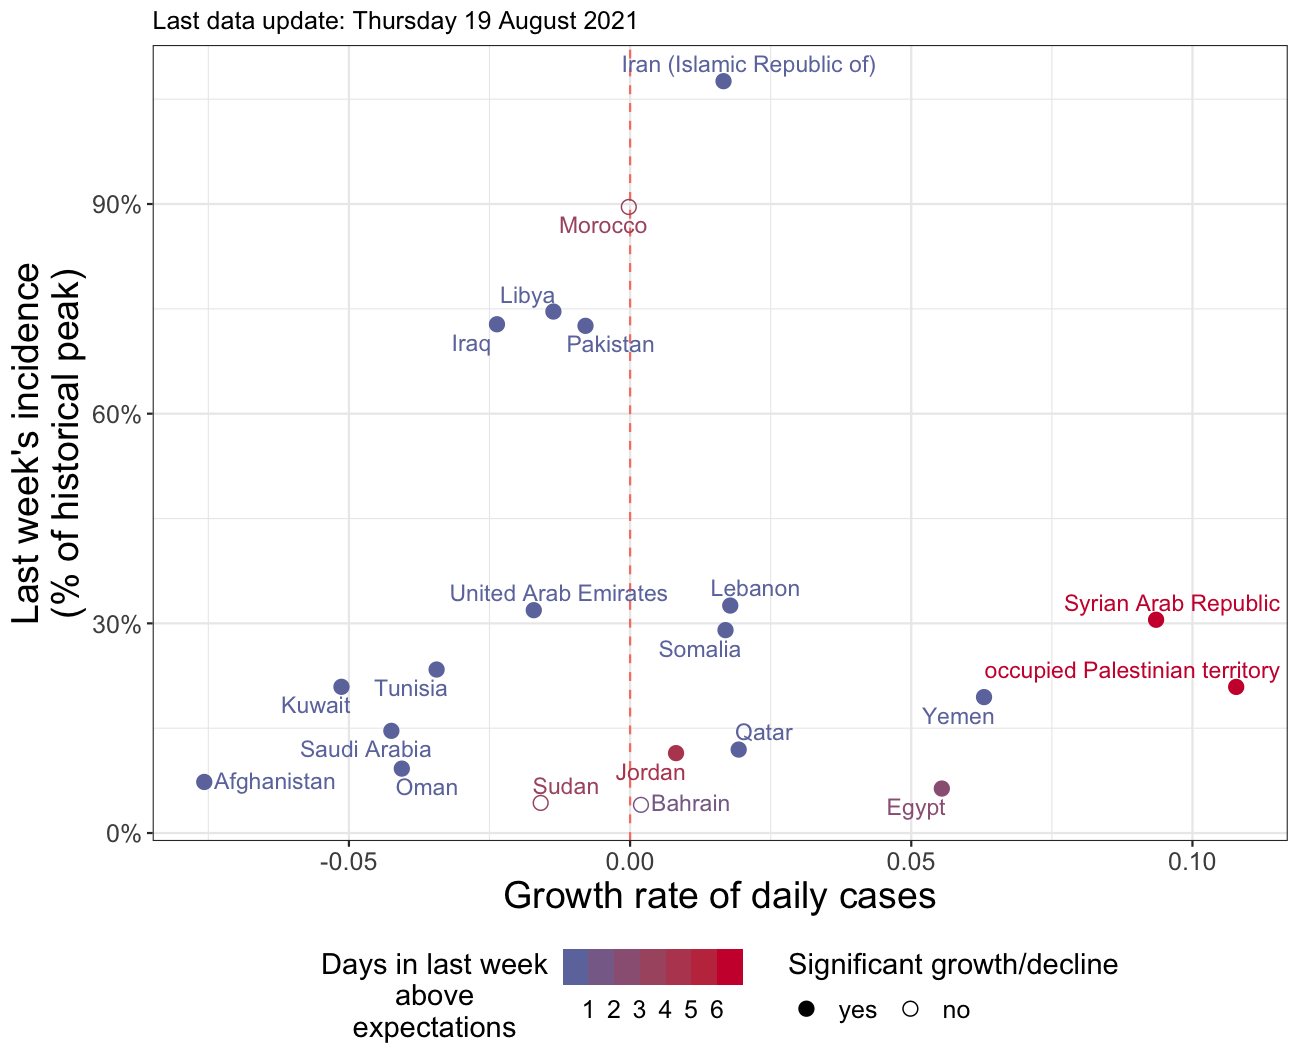 Last data update: Thursday 19 August 2021
Last week's incidence
(% of historical peak)
90%
60%
30%
0%
Iran (Islamic Republic of)
Morocco
Libya
Iraq
Pakistan
United Arab Emirates
Lebanon
Syrian Arab Republic
Somalia
occupied Palestinian territory
Tunisia
Kuwait
Yemen
Qatar
Saudi Arabia
Jordan
Afghanistan
Oman
Sudan
Bahrain
Egypt
-0.05
0.00
0.05
0.10
Growth rate of daily cases
Days in last week
above
expectations
1 2 3 4 5 6
Significant growth/decline
yes no